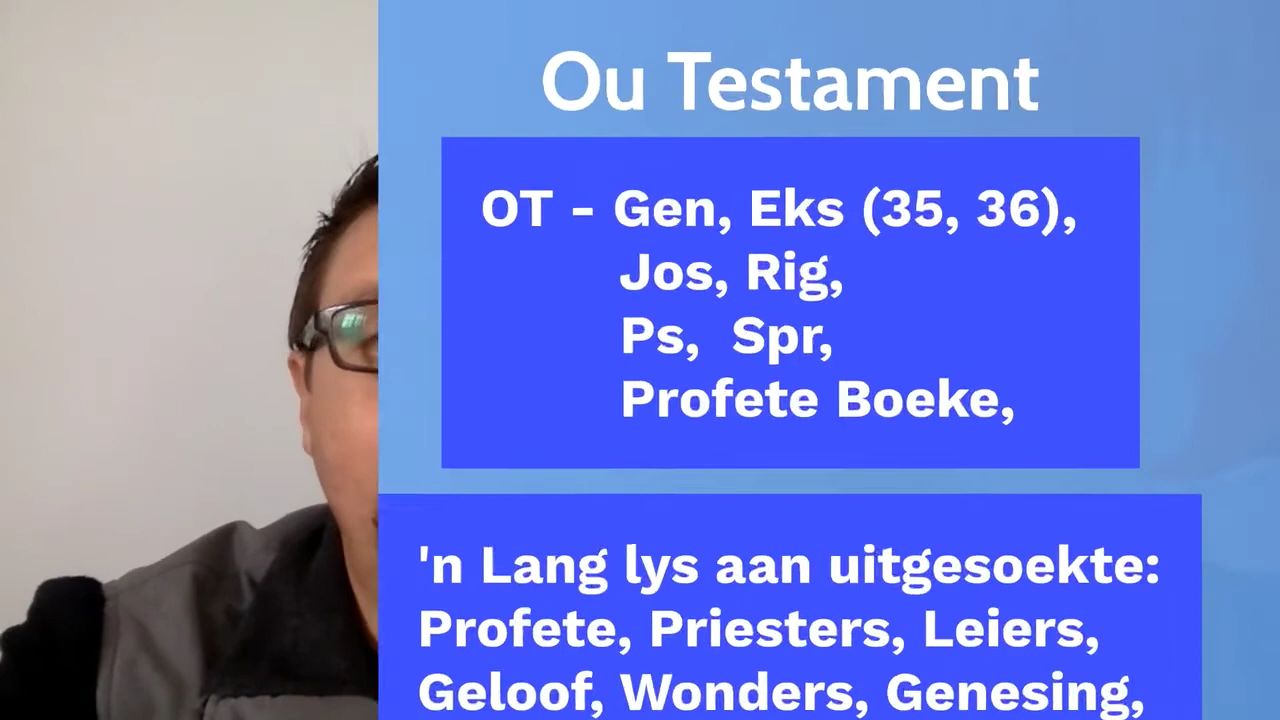 Ou Testament
OT - Gen, Eks (35, 36),
Jos, Rig,
Ps, Spr,
Profete Boeke,
'n Lang lys aan uitgesoekte:
Profete, Priesters, Leiers,
Geloof, Wonders, Genesing,